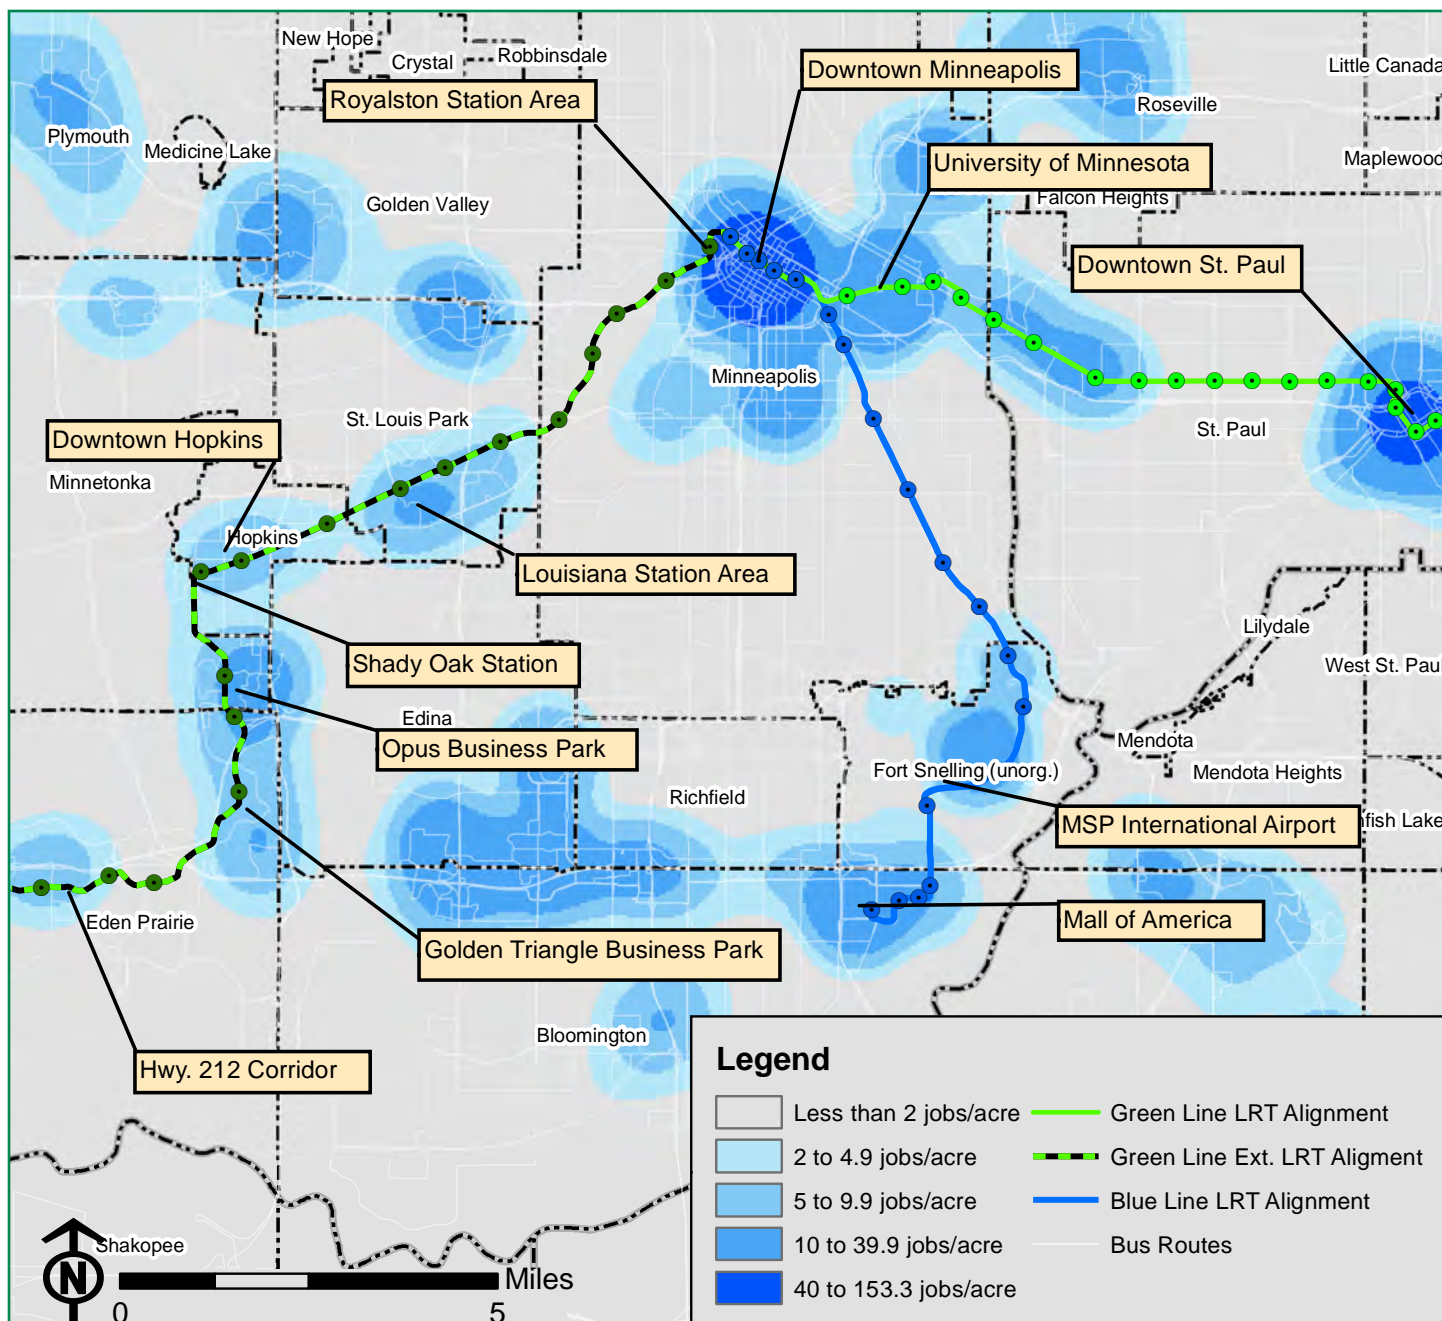 New Hope
Crystal
Robbinsdale
Downtown Minneapolis
Little Canada
Royalston Station Area
Roseville
Plymouth
Medicine Lake
University of Minnesota
Maplewood
Golden Valley
Falcon Heights
Downtown St. Paul
Minneapolis
St. Louis Park
Downtown Hopkins
St. Paul
Minnetonka
Hopkins
Louisiana Station Area
Lilydale
Shady Oak Station
West St. Paul
Edina
Opus Business Park
Mendota
Fort Snelling (unorg.)
Mendota Heights
Richfield
MSP International Airport
nfish Lake
Eden Prairie
Mall of America
Golden Triangle Business Park
Bloomington
Hwy. 212 Corridor
Legend
Less than 2 jobs/acre
Green Line LRT Alignment
2 to 4.9 jobs/acre
Green Line Ext. LRT Aligment
5 to 9.9 jobs/acre
Blue Line LRT Alignment
10 to 39.9 jobs/acre
Bus Routes
40 to 153.3 jobs/acre
Shakopee
N
Miles
0 5